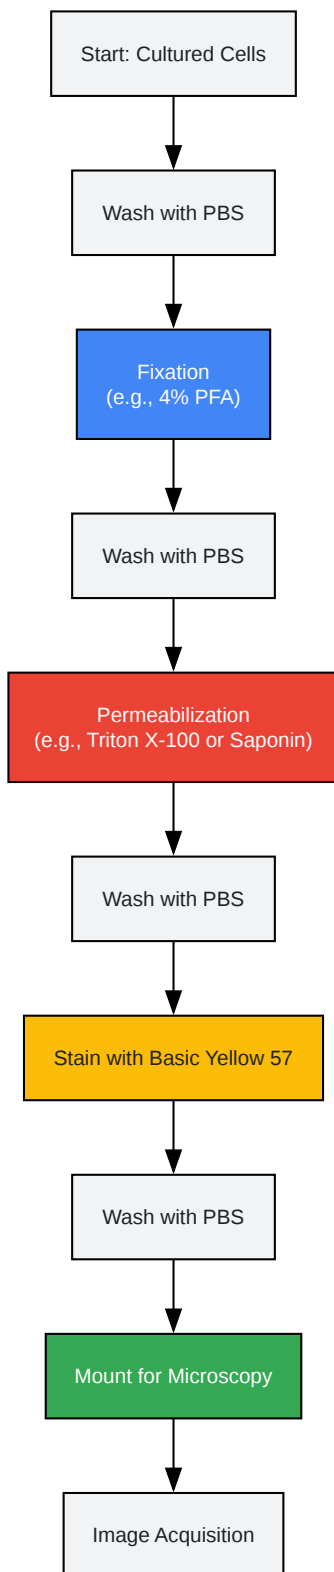 Start: Cultured Cells
Wash with PBS
Fixation
(e.g., 4% PFA)
Wash with PBS
Permeabilization
(e.g., Triton X-100 or Saponin)
Wash with PBS
Stain with Basic Yellow 57
Wash with PBS
Mount for Microscopy
Image Acquisition